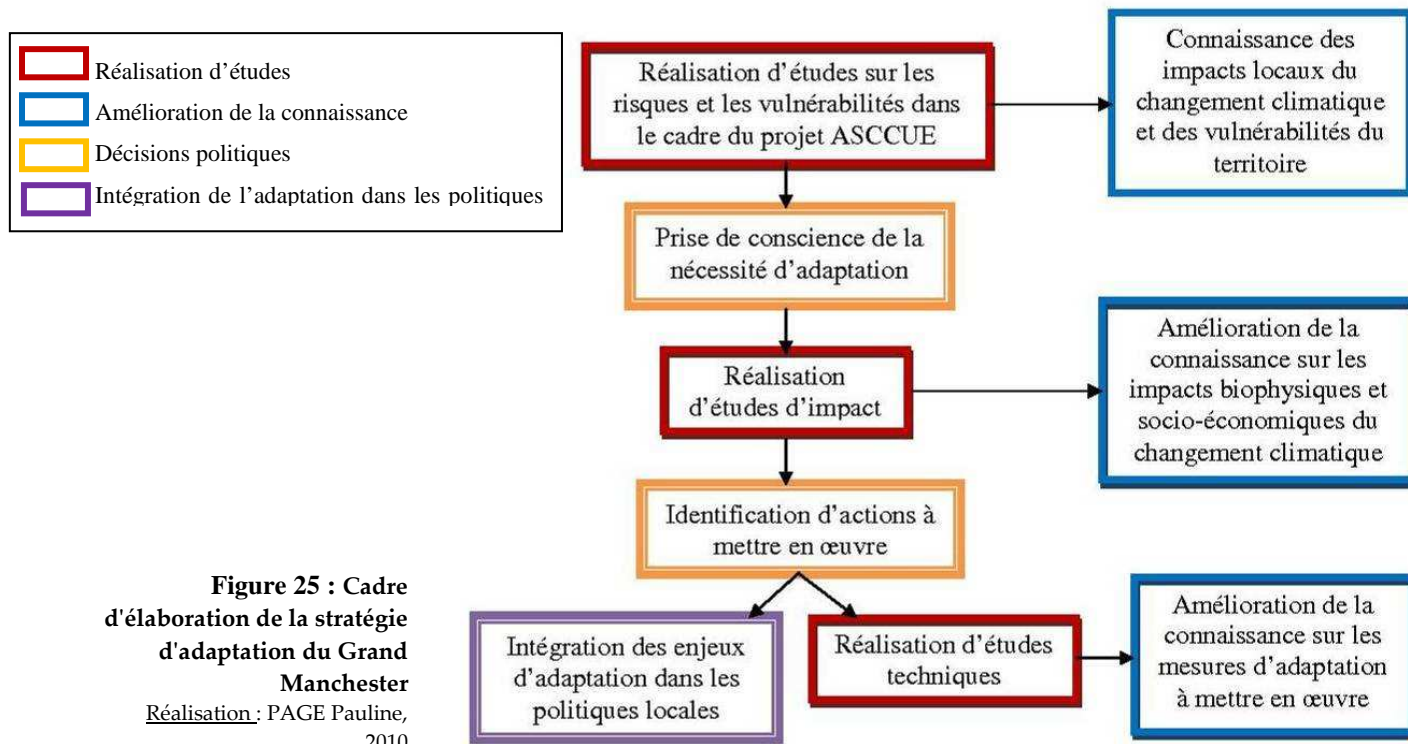 Réalisation d’études
Amélioration de la connaissance
Décisions politiques
Intégration de l’adaptation dans les politiques
Réalisation d’études sur les
risques et les vulnérabilités dans
le cadre du projet ASCCUE
Connaissance des
impacts locaux du
changement climatique
et des vulnérabilités du
territoire
Prise de conscience de la
nécessité d’adaptation
Réalisation
d’études d’impact
Amélioration de la
connaissance sur les
impacts biophysiques et
socio-économiques du
changement climatique
Identification d’actions à
mettre en œuvre
Intégration des enjeux
d’adaptation dans les
politiques locales
Réalisation d’études
techniques
Amélioration de la
connaissance sur les
mesures d’adaptation
à mettre en œuvre
Figure 25 : Cadre
d'élaboration de la stratégie
d'adaptation du Grand
Manchester
Réalisation : PAGE Pauline,
2010